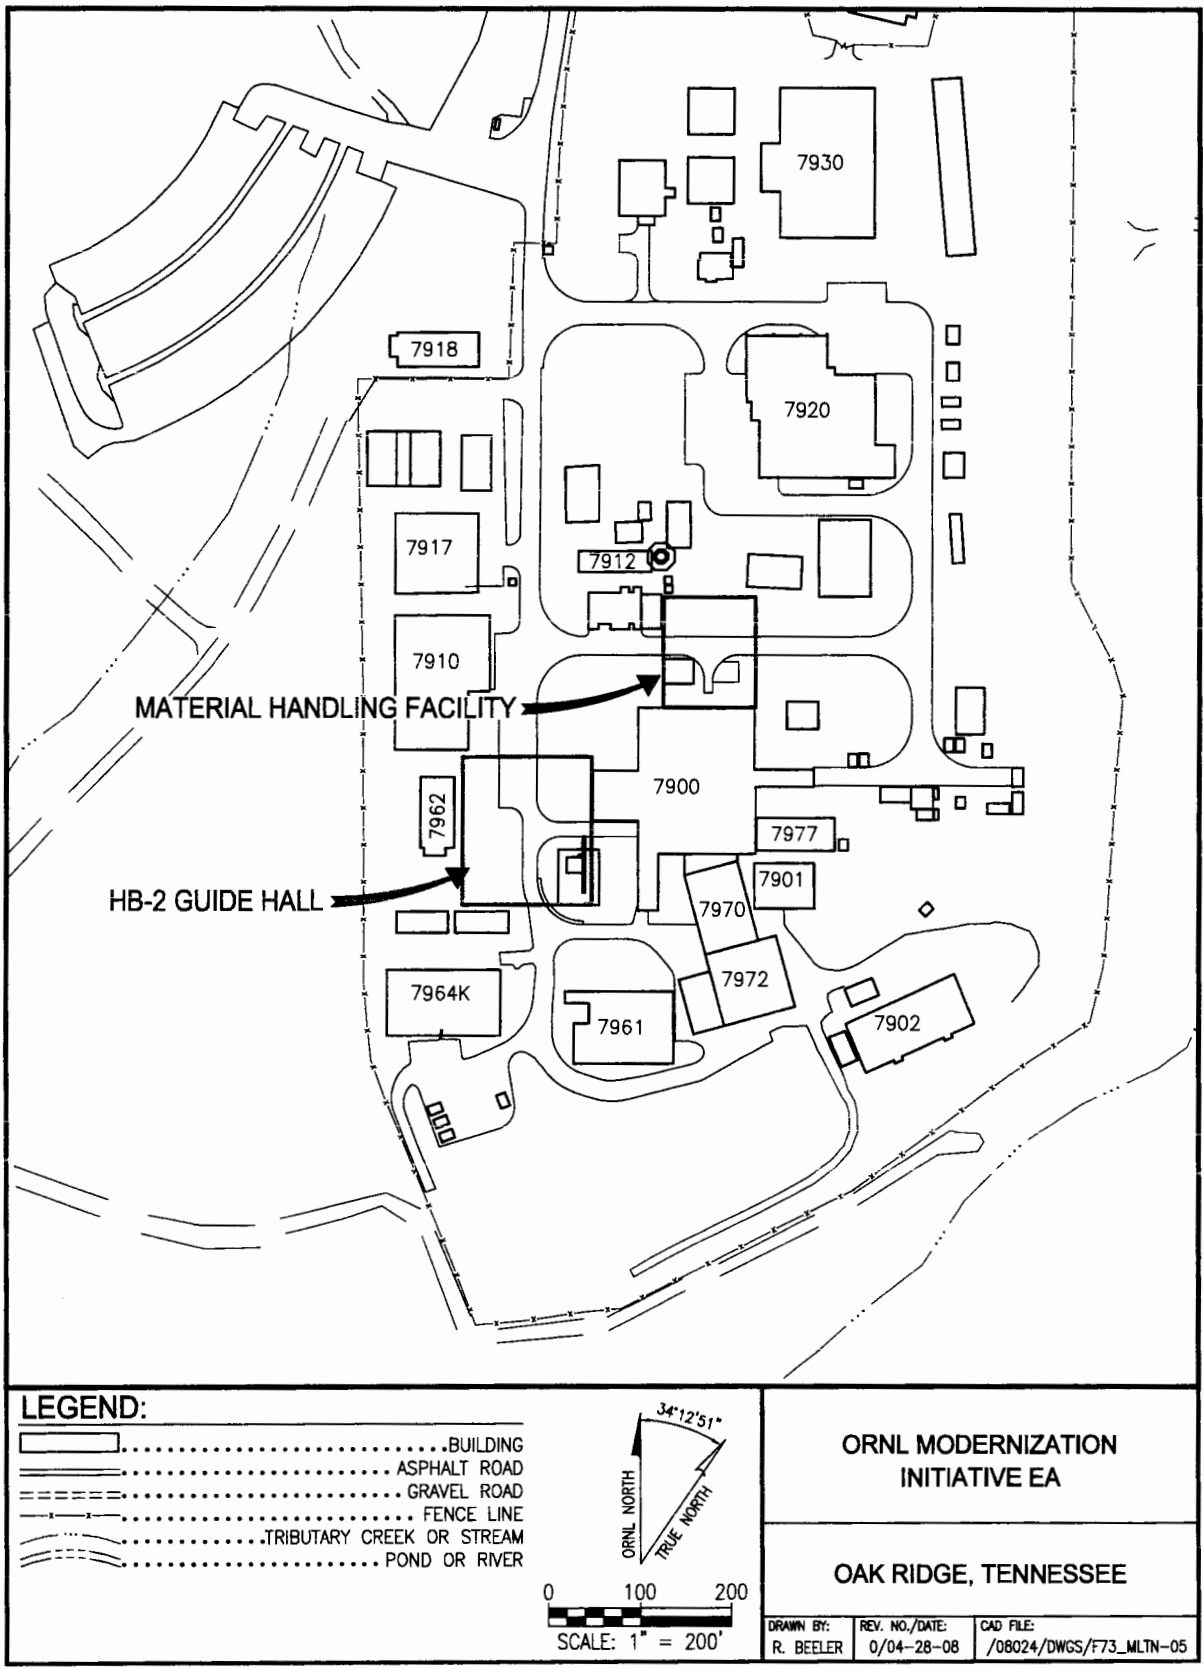 7930
7918
7920
7917
7912
7910
MATERIAL HANDLING FACILITY
7900
7962
7977
7901
HB-2 GUIDE HALL
7970
7972
7964K
7961
7902
LEGEND:
BUILDING
ASPHALT ROAD
GRAVEL ROAD
FENCE LINE
TRIBUTARY CREEK OR STREAM
POND OR RIVER
34°12'51"
ORNL NORTH
TRUE NORTH
0 100 200
SCALE: 1" = 200'
ORNL MODERNIZATION
INITIATIVE EA
OAK RIDGE, TENNESSEE
DRAWN BY:
R. BEELER
REV. NO./DATE:
0/04-28-08
CAD FILE:
/08024/DWGS/F73_MLTN-05